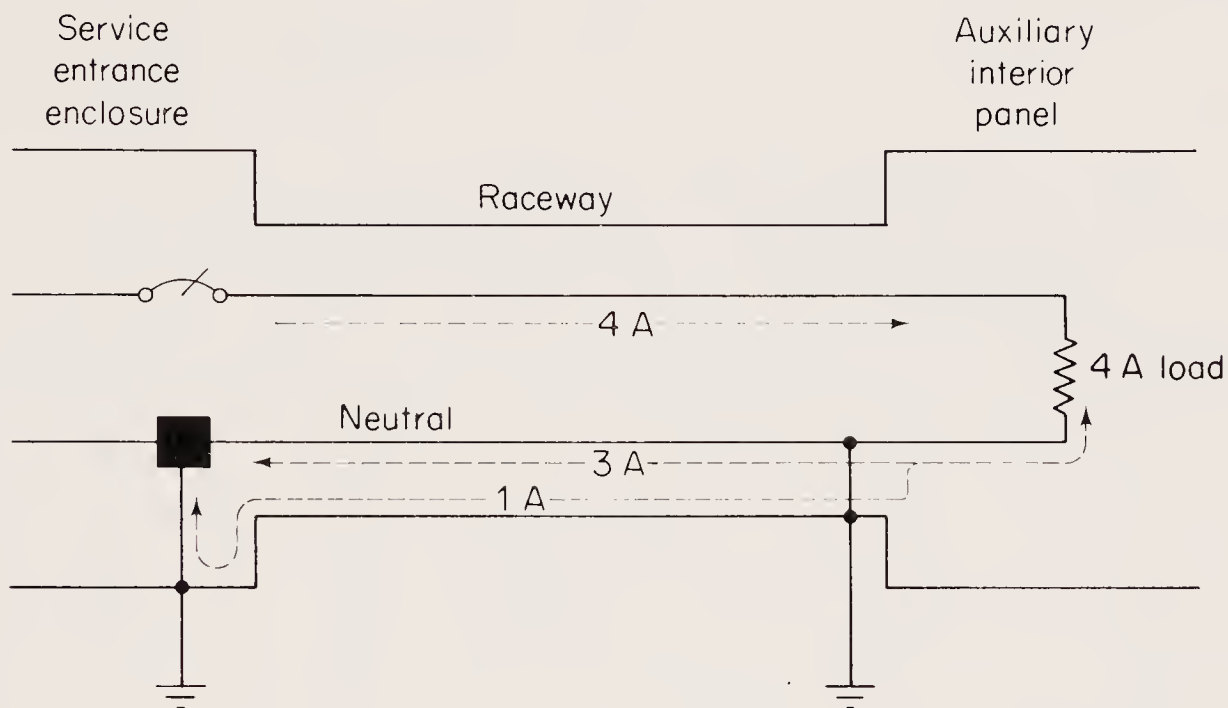 Service
entrance
enclosure
Auxiliary
interior
panel
Raceway
4 A
4 A load
Neutral
3 A
1 A